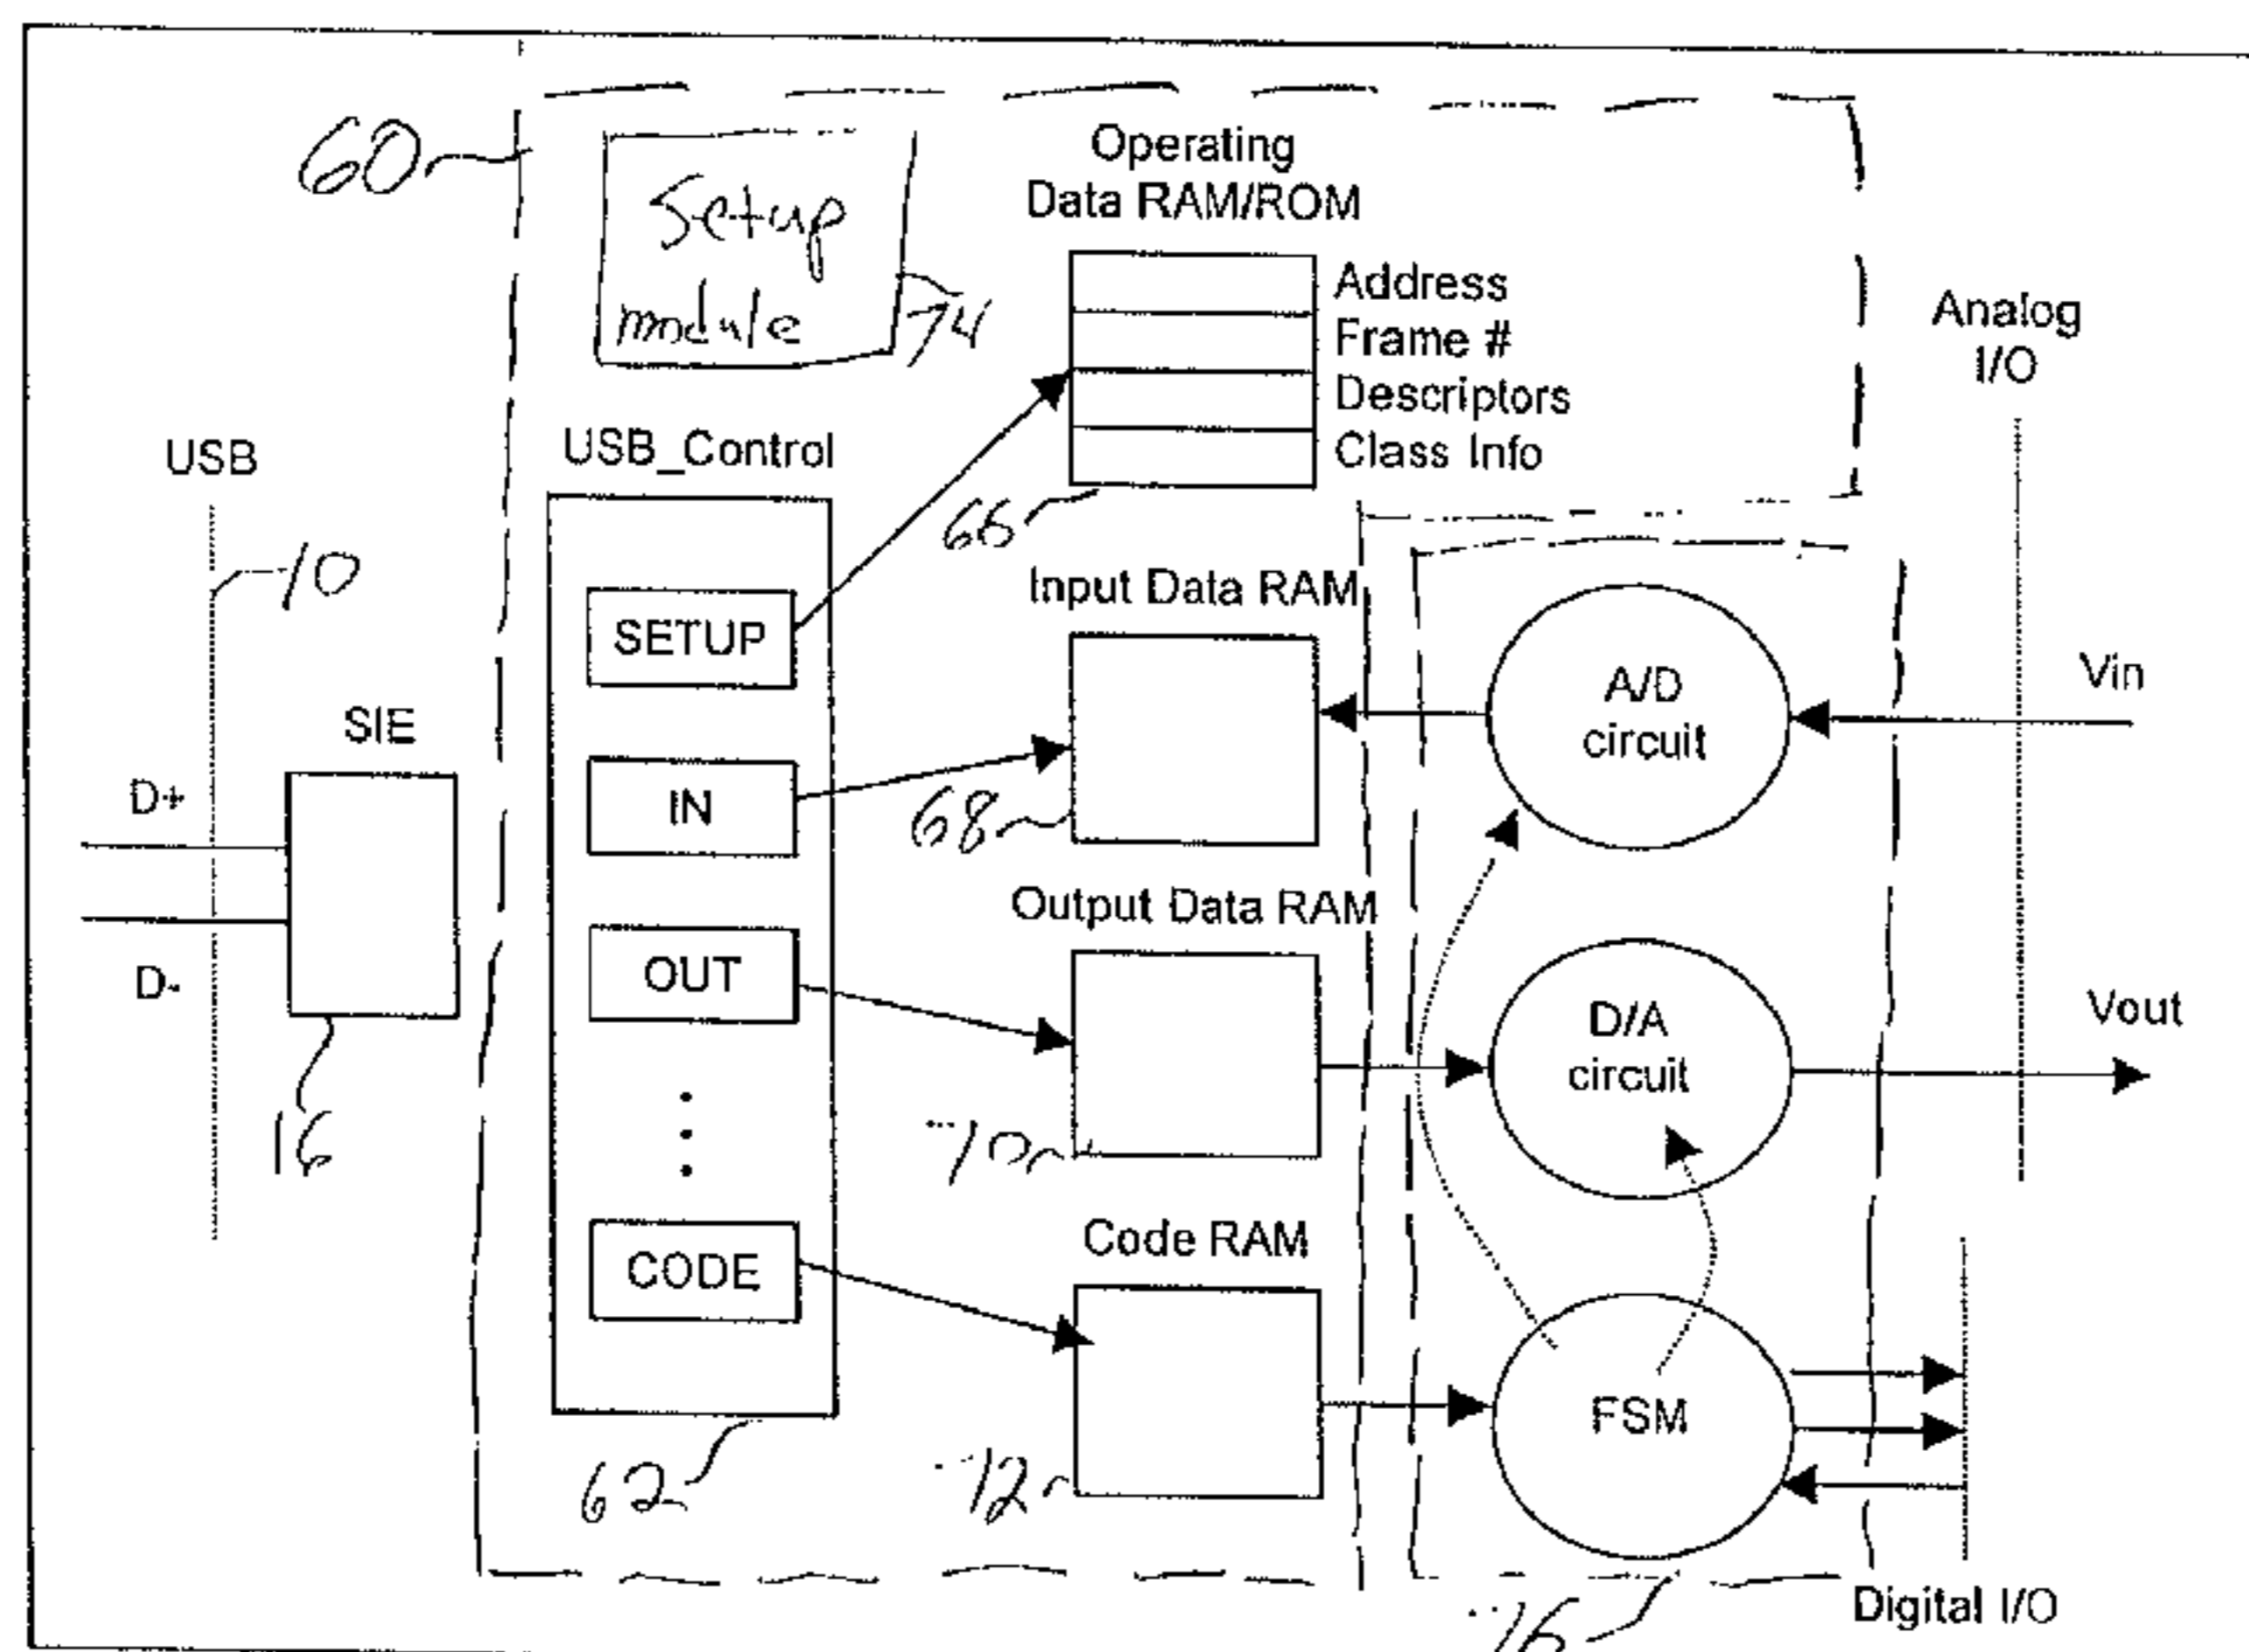 60
Setup
module
74
Operating
Data RAM/ROM
Address
Frame #
Descriptors
Class Info
66
Analog
I/O
USB
10
USB_Control
SETUP
IN
OUT
CODE
62
SIE
D+
D-
16
Input Data RAM
68
Output Data RAM
70
Code RAM
72
A/D
circuit
Vin
D/A
circuit
Vout
FSM
Digital I/O
76